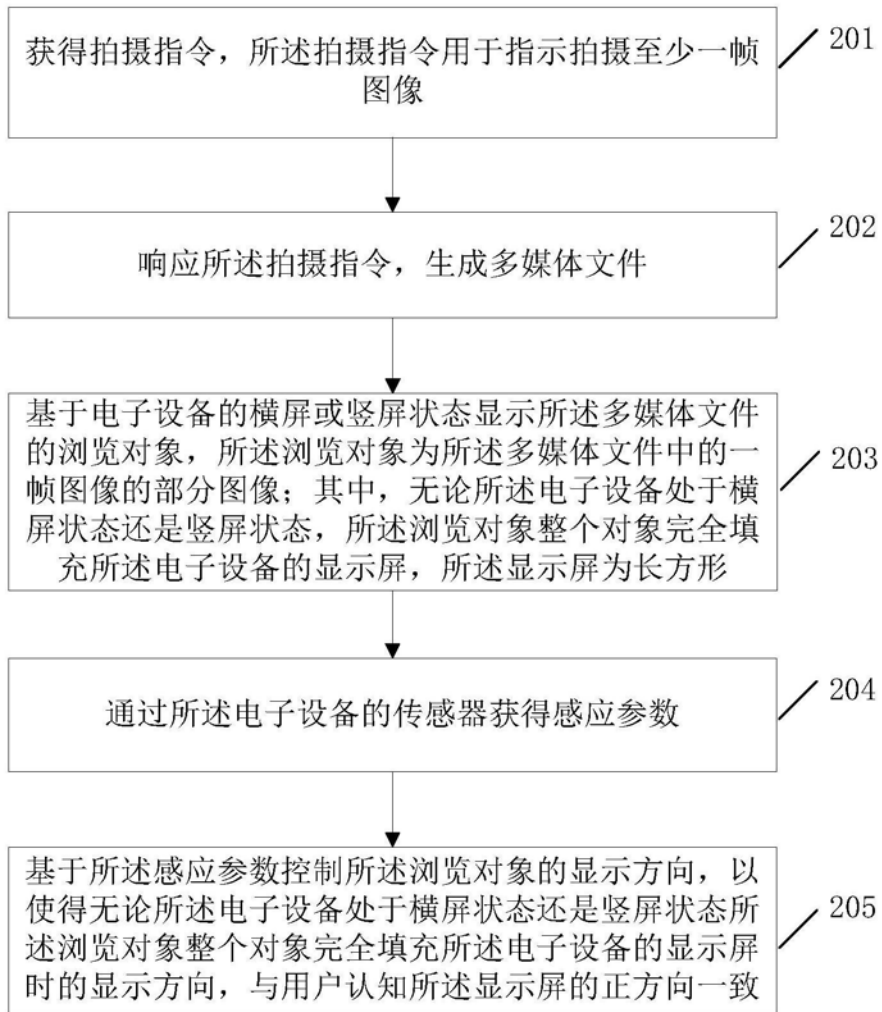 获得拍摄指令，所述拍摄指令用于指示拍摄至少一帧
图像
201
响应所述拍摄指令，生成多媒体文件
202
基于电子设备的横屏或竖屏状态显示所述多媒体文件
的浏览对象，所述浏览对象为所述多媒体文件中的一
帧图像的部分图像；其中，无论所述电子设备处于横
屏状态还是竖屏状态，所述浏览对象整个对象完全填
充所述电子设备的显示屏，所述显示屏为长方形
203
通过所述电子设备的传感器获得感应参数
204
基于所述感应参数控制所述浏览对象的显示方向，以
使得无论所述电子设备处于横屏状态还是竖屏状态所
述浏览对象整个对象完全填充所述电子设备的显示屏
时的显示方向，与用户认知所述显示屏的正方向一致
205